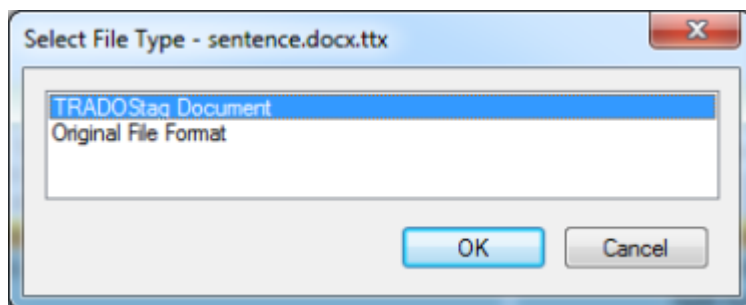 Select File Type - sentence.docx.ttx
TRADOStag Document
Original File Format
OK Cancel